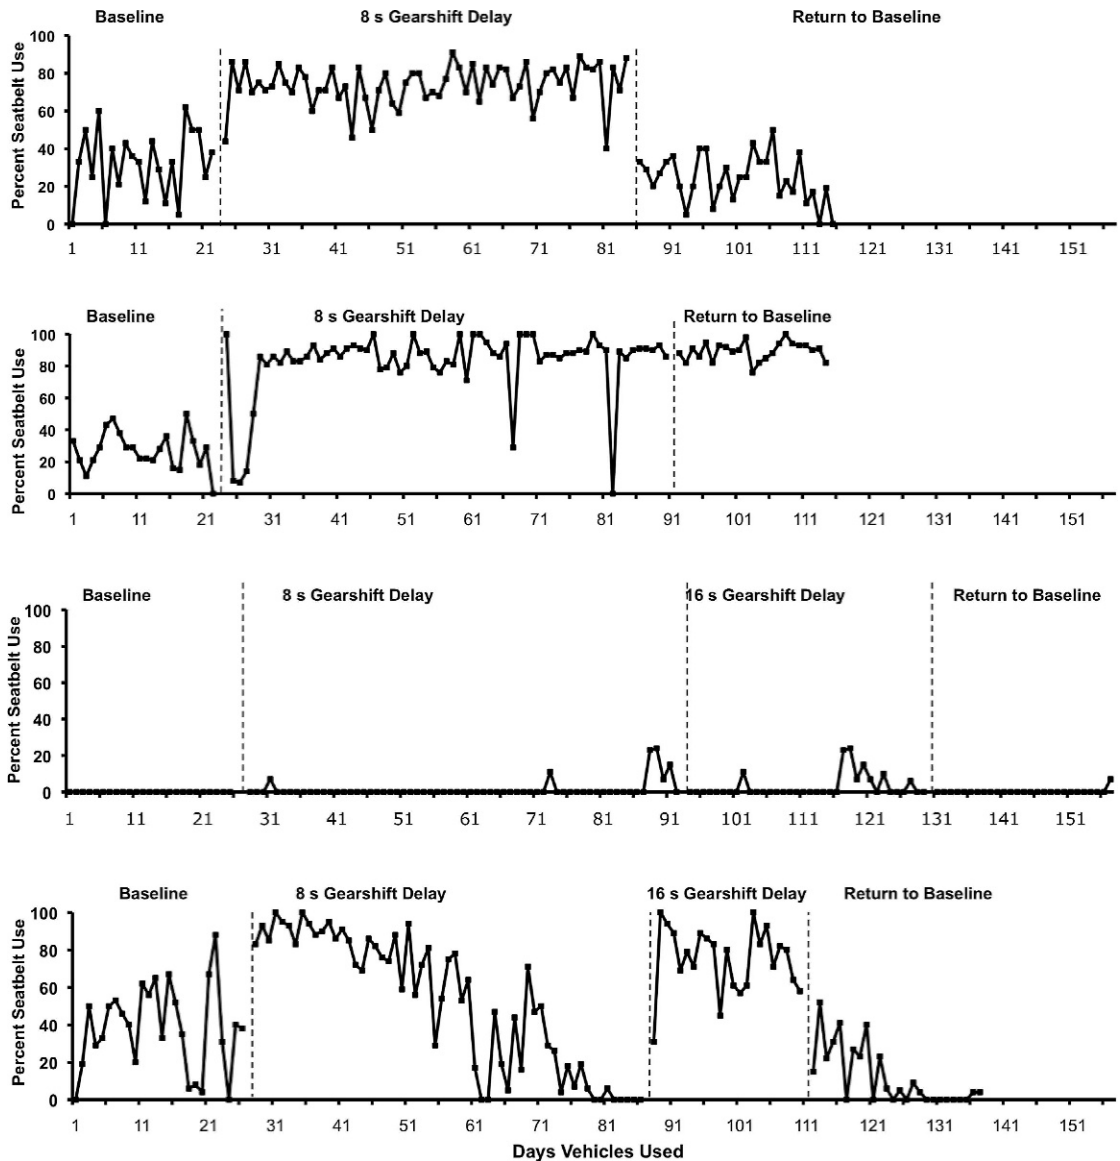 Baseline 8 s Gearshift Delay Return to Baseline
Percent Seatbelt Use
100
80
60
40
20
0
1 11 21 31 41 51 61 71 81 91 101 111 121 131 141 151
Baseline 8 s Gearshift Delay Return to Baseline
Percent Seatbelt Use
100
80
60
40
20
0
1 11 21 31 41 51 61 71 81 91 101 111 121 131 141 151
Baseline 8 s Gearshift Delay 16 s Gearshift Delay Return to Baseline
Percent Seatbelt Use
100
80
60
40
20
0
1 11 21 31 41 51 61 71 81 91 101 111 121 131 141 151
Baseline 8 s Gearshift Delay 16 s Gearshift Delay Return to Baseline
Percent Seatbelt Use
100
80
60
40
20
0
1 11 21 31 41 51 61 71 81 91 101 111 121 131 141 151
Days Vehicles Used